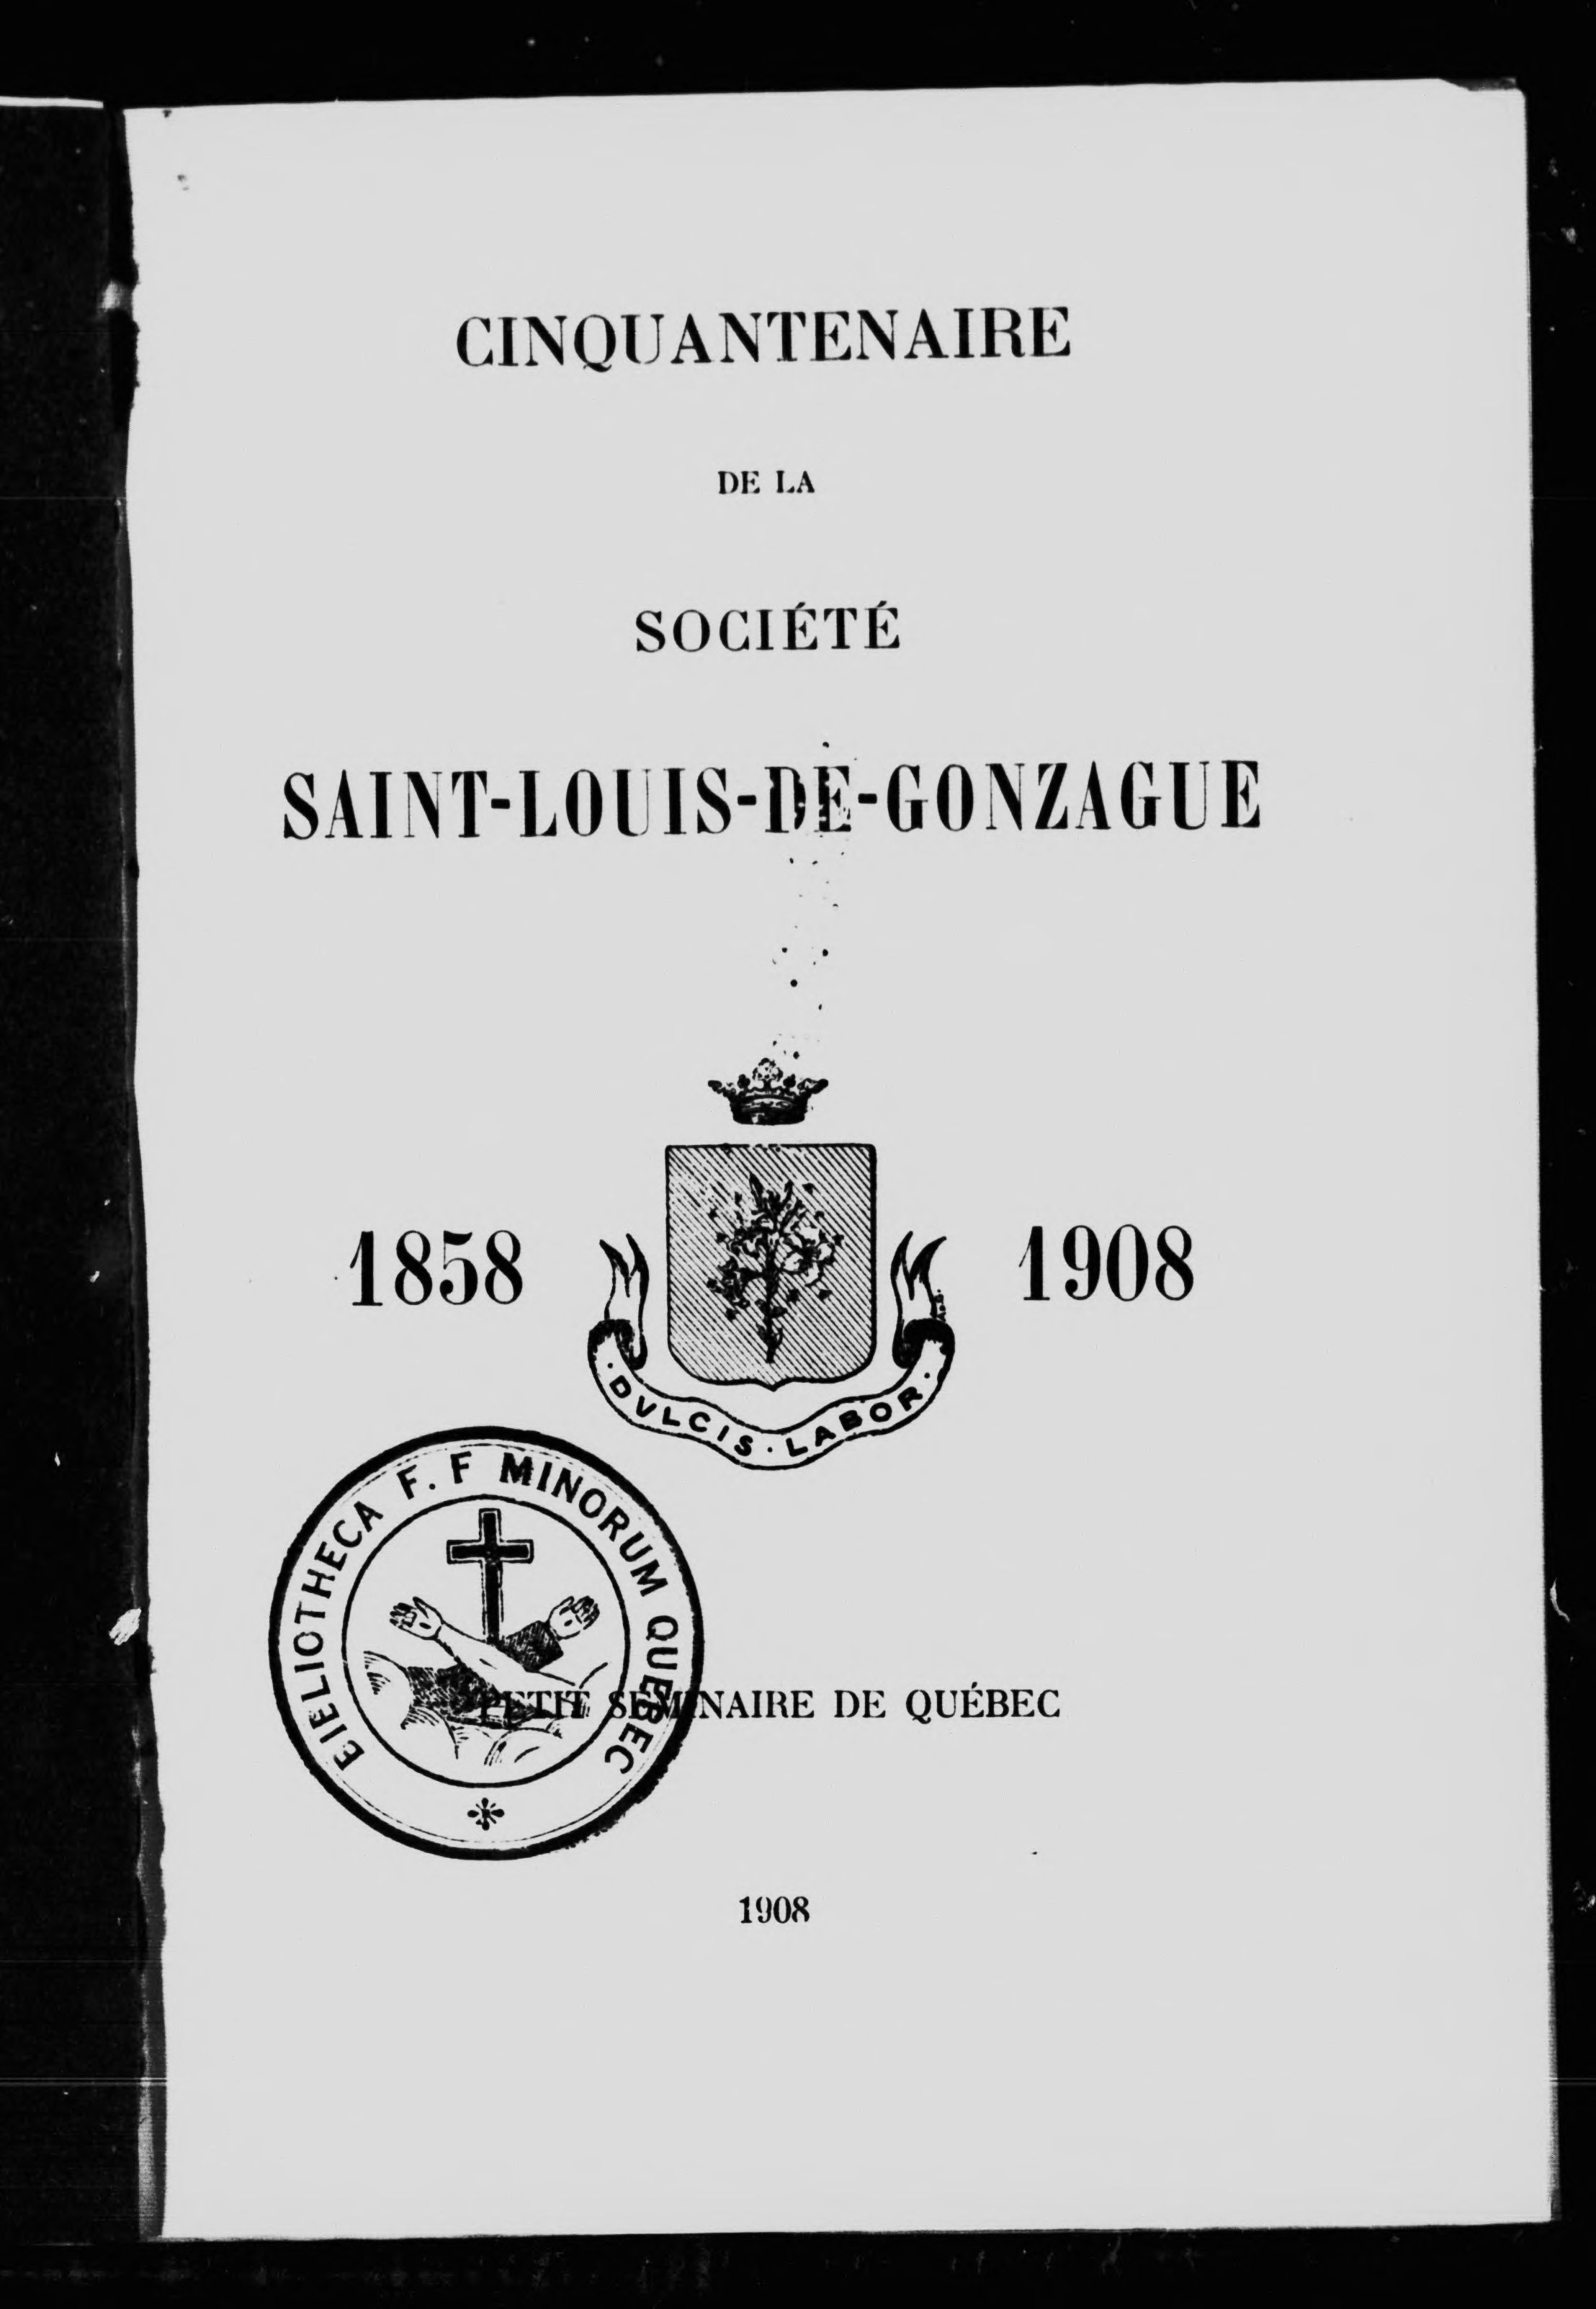 CINQUANTENAIRE
DE LA
SOCIÉTÉ
SAINT-LOUIS-DE-GONZAGUE
1858 1908
· DVLCIS · LABOR ·
BIBLIOTHECA F. F MINORUM QUEBEC
PETIT SÉMINAIRE DE QUÉBEC
1908